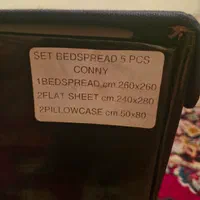 SET BEDSPREAD 5 PCS
CONNY
1BEDSPREAD cm.260x260
2FLAT SHEET cm.240x280
2PILLOWCASE cm.50x80